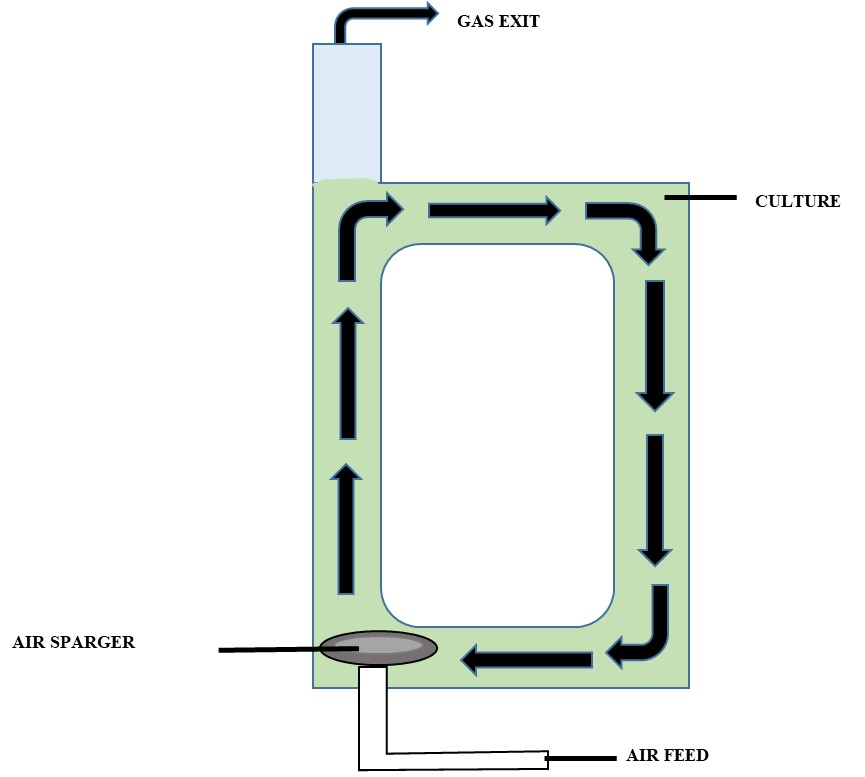 GAS EXIT
CULTURE
AIR SPARGER
AIR FEED